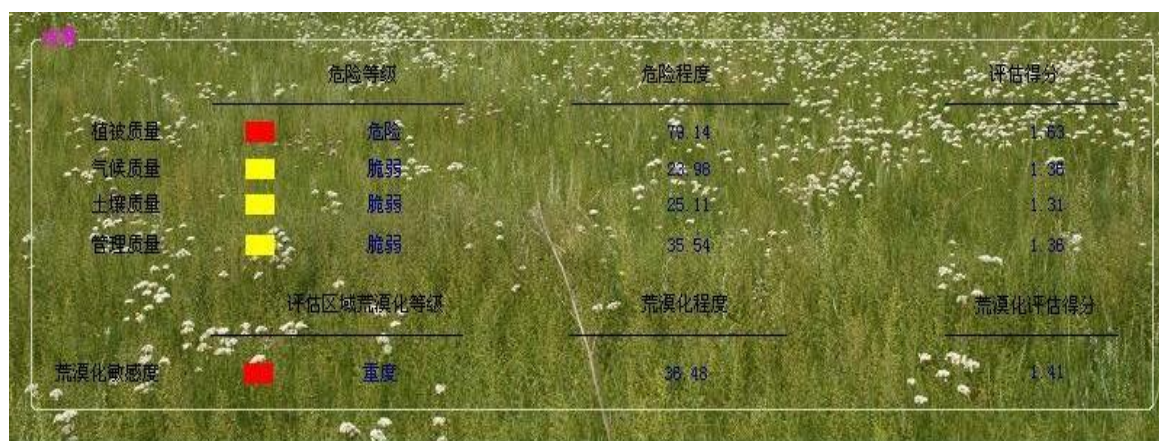 危险等级 危险程度 评估得分
植被质量 危险 79.14 1.63
气候质量 脆弱 23.98 1.36
土壤质量 脆弱 25.11 1.31
管理质量 脆弱 35.54 1.36
评估区域荒漠化等级 荒漠化程度 荒漠化评估得分
荒漠化敏感度 重度 36.48 1.41